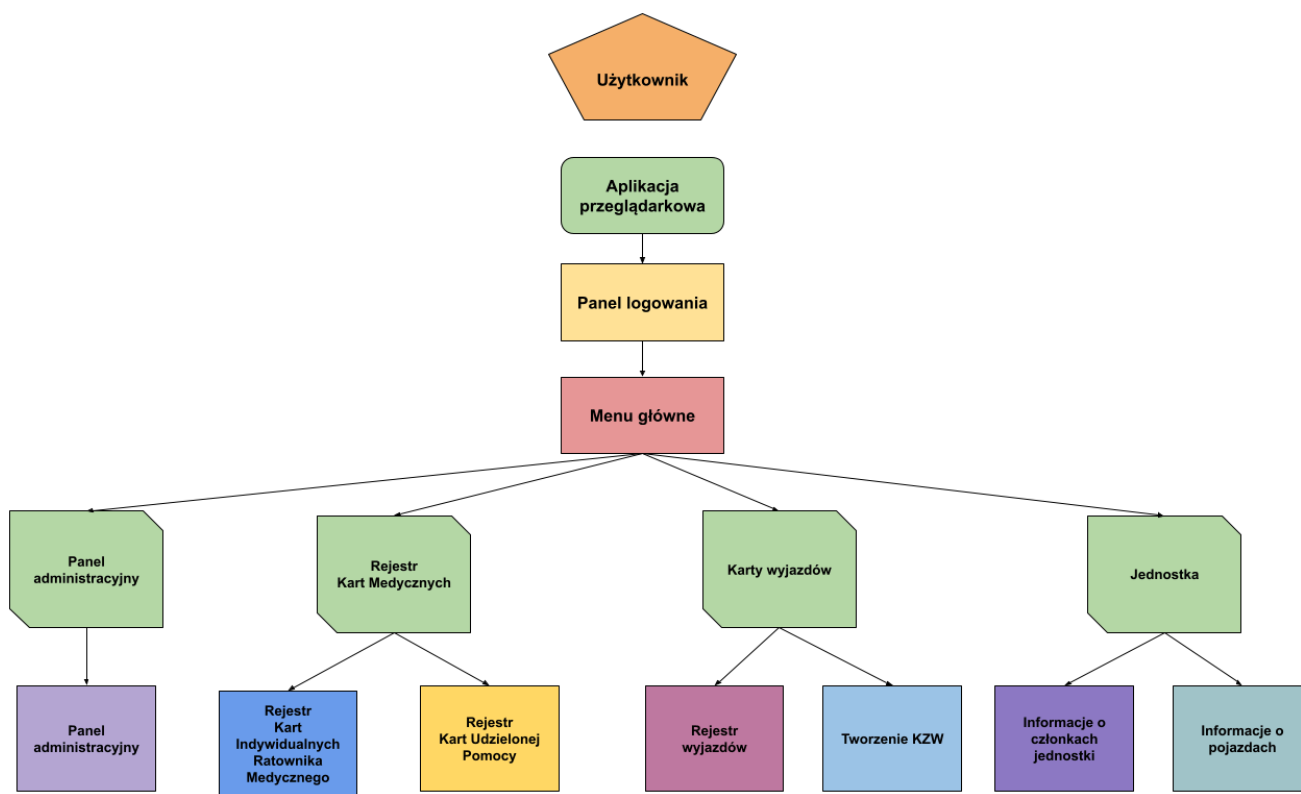 Użytkownik
Aplikacja
przeglądarkowa
Panel logowania
Menu główne
Panel
administracyjny
Rejestr
Kart Medycznych
Karty wyjazdów
Jednostka
Panel
administracyjny
Rejestr
Kart
Indywidualnych
Ratownika
Medycznego
Rejestr
Kart Udzielonej
Pomocy
Rejestr
wyjazdów
Tworzenie KZW
Informacje o
członkach
jednostki
Informacje o
pojazdach